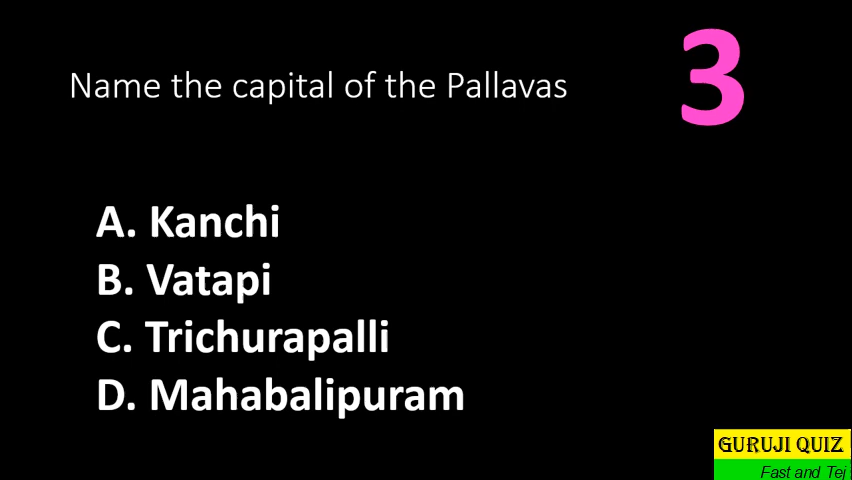 Name the capital of the Pallavas
3
A. Kanchi
B. Vatapi
C. Trichurapalli
D. Mahabalipuram
GURUJI QUIZ
Fast and Tej